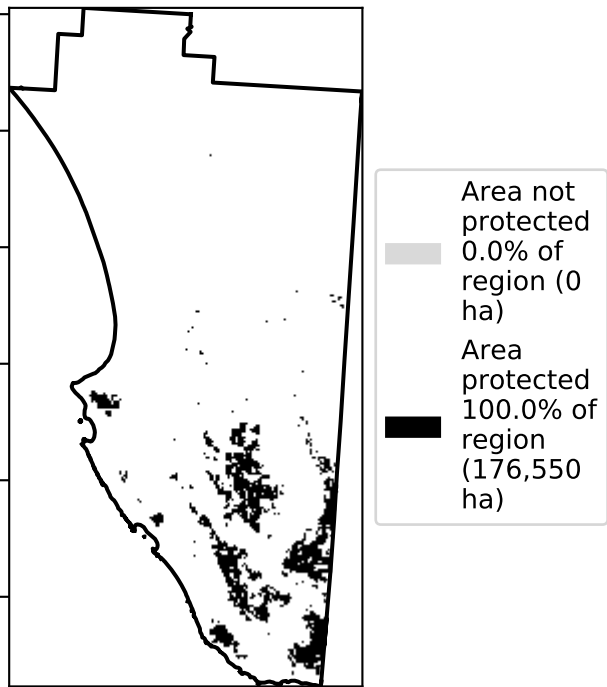 Area not
protected
0.0% of
region (0
ha)
Area
protected
100.0% of
region
(176,550
ha)